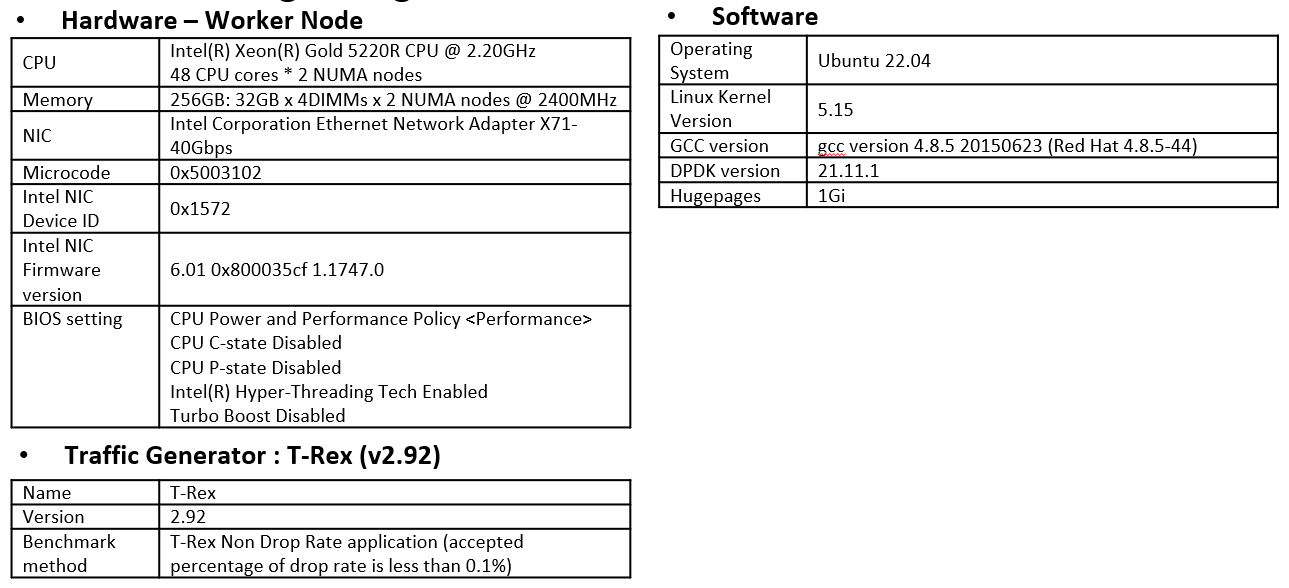 • Hardware – Worker Node
CPU
Intel(R) Xeon(R) Gold 5220R CPU @ 2.20GHz
48 CPU cores * 2 NUMA nodes
Memory
256GB: 32GB x 4DIMMs x 2 NUMA nodes @ 2400MHz
NIC
Intel Corporation Ethernet Network Adapter X71-
40Gbps
Microcode
0x5003102
Intel NIC
Device ID
0x1572
Intel NIC
Firmware
version
6.01 0x800035cf 1.1747.0
BIOS setting
CPU Power and Performance Policy <Performance>
CPU C-state Disabled
CPU P-state Disabled
Intel(R) Hyper-Threading Tech Enabled
Turbo Boost Disabled
• Traffic Generator : T-Rex (v2.92)
Name
T-Rex
Version
2.92
Benchmark
method
T-Rex Non Drop Rate application (accepted
percentage of drop rate is less than 0.1%)
• Software
Operating
System
Ubuntu 22.04
Linux Kernel
Version
5.15
GCC version
gcc version 4.8.5 20150623 (Red Hat 4.8.5-44)
DPDK version
21.11.1
Hugepages
1Gi